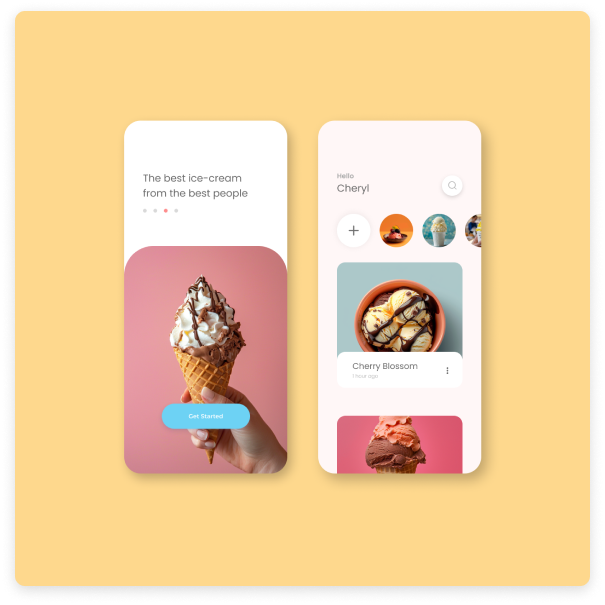 The best ice-cream
from the best people
Get Started
Hello
Cheryl
Cherry Blossom
1 hour ago